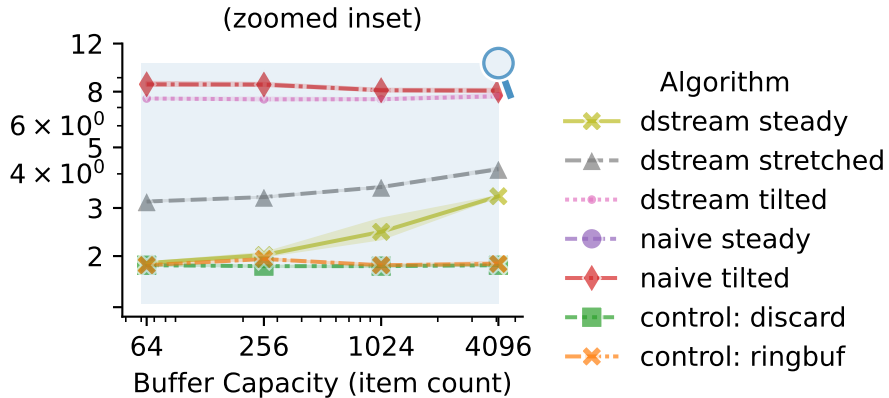 (zoomed inset)
12
8
6 × 10⁰
5
4 × 10⁰
3
2
64 256 1024 4096
Buffer Capacity (item count)
Algorithm
dstream steady
dstream stretched
dstream tilted
naive steady
naive tilted
control: discard
control: ringbuf